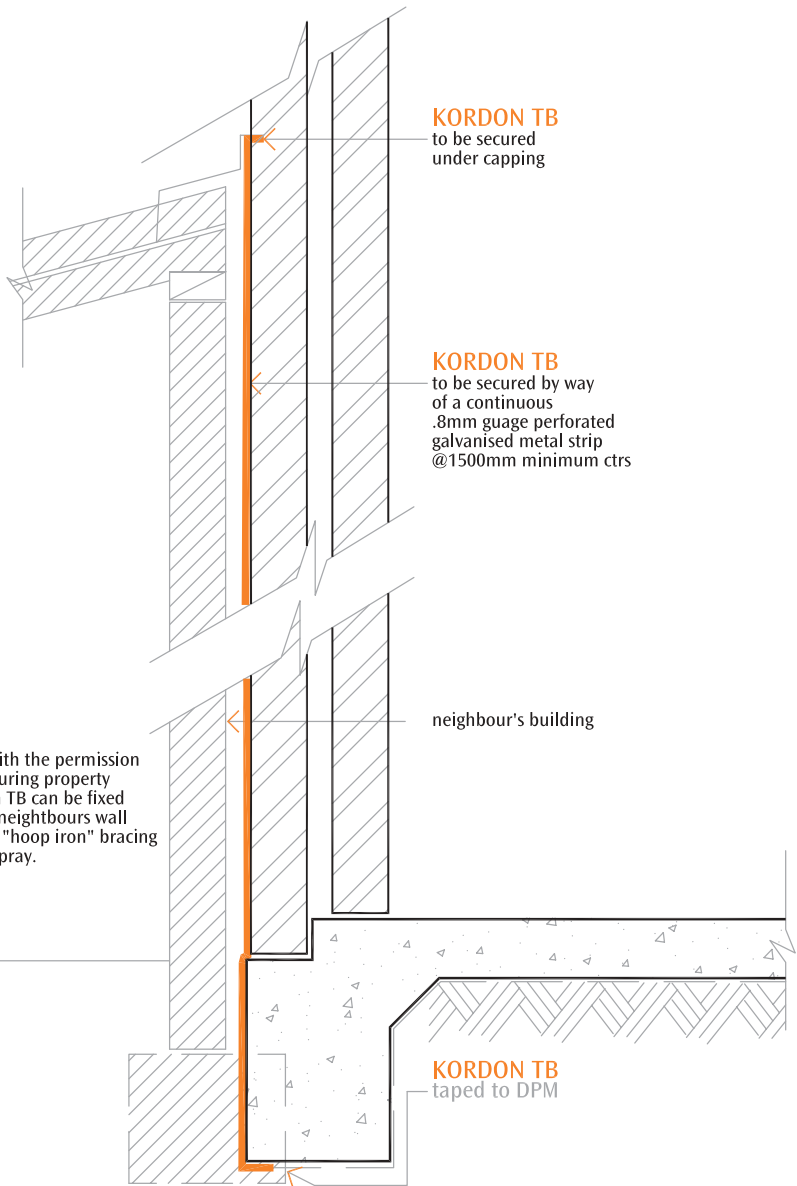 KORDON TB
to be secured
under capping
KORDON TB
to be secured by way
of a continuous
.8mm guage perforated
galvanised metal strip
@1500mm minimum ctrs
neighbour's building
ith the permission
uring property
TB can be fixed
neightbours wall
"hoop iron" bracing
pray.
KORDON TB
taped to DPM